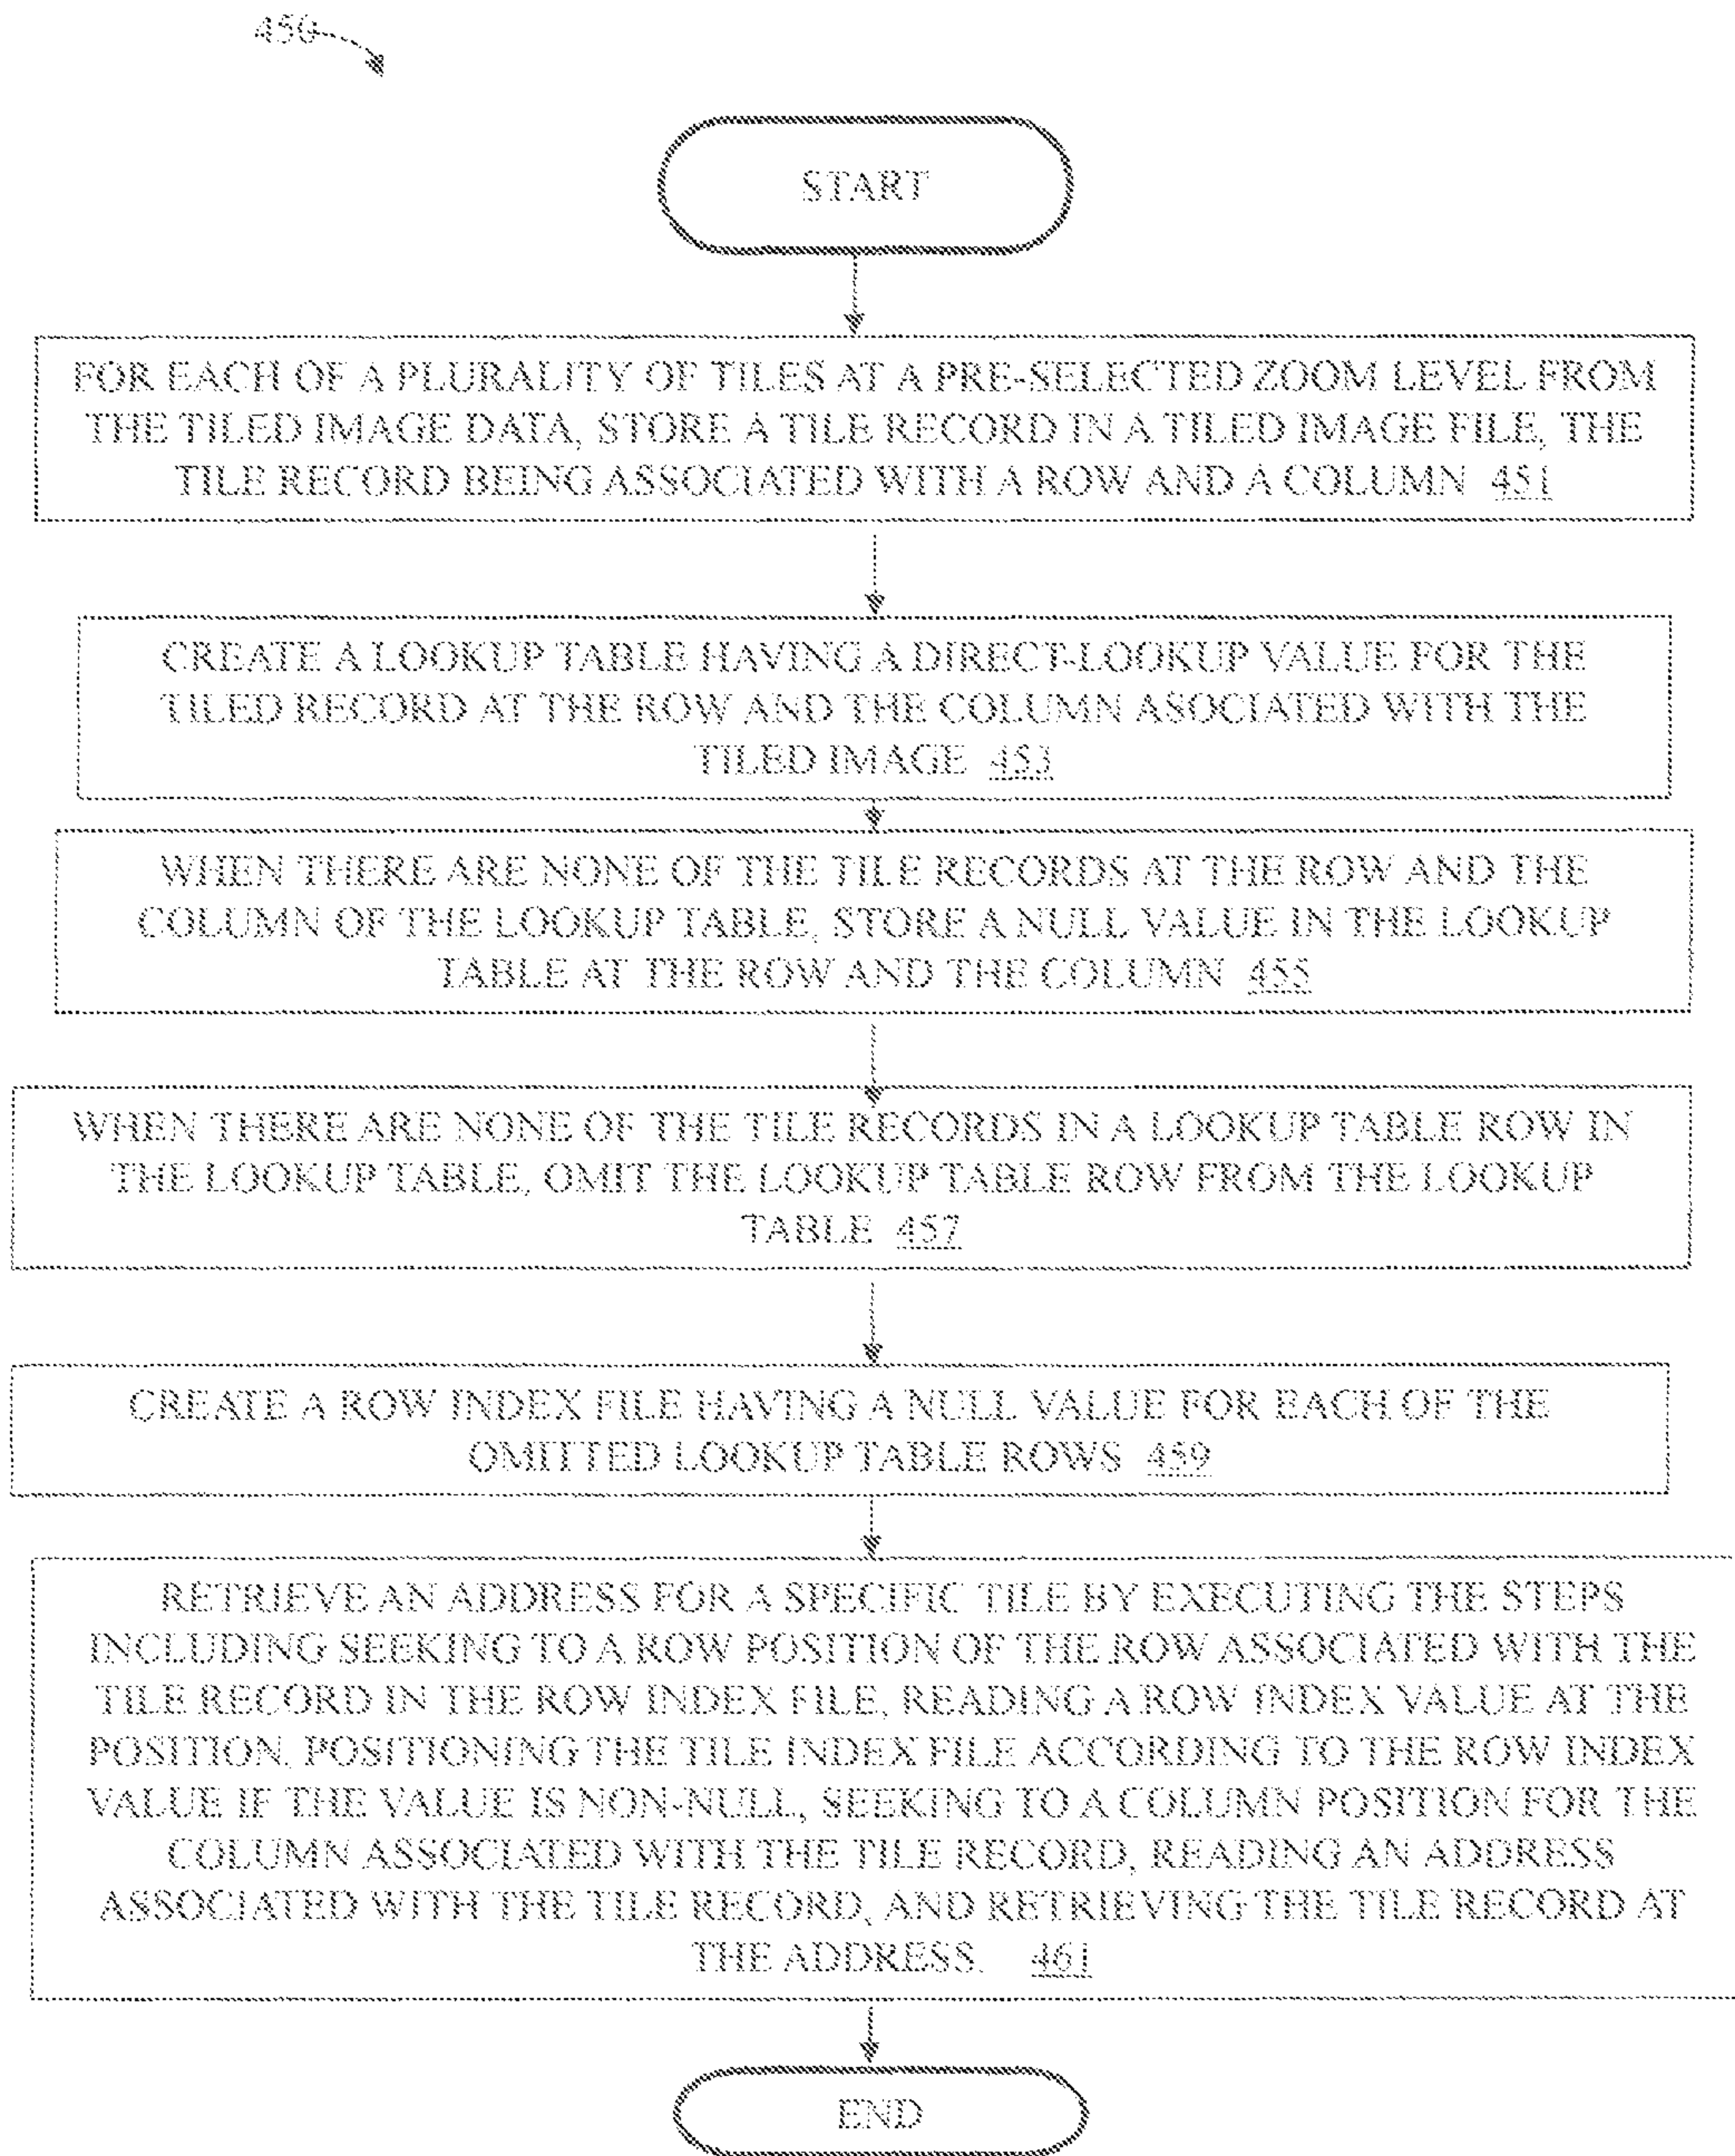 450
START
FOR EACH OF A PLURALITY OF TILES AT A PRE-SELECTED ZOOM LEVEL FROM
THE TILED IMAGE DATA, STORE A TILE RECORD IN A TILED IMAGE FILE, THE
TILE RECORD BEING ASSOCIATED WITH A ROW AND A COLUMN 451
CREATE A LOOKUP TABLE HAVING A DIRECT-LOOKUP VALUE FOR THE
TILED RECORD AT THE ROW AND THE COLUMN ASOCIATED WITH THE
TILED IMAGE 453
WHEN THERE ARE NONE OF THE TILE RECORDS AT THE ROW AND THE
COLUMN OF THE LOOKUP TABLE, STORE A NULL VALUE IN THE LOOKUP
TABLE AT THE ROW AND THE COLUMN 455
WHEN THERE ARE NONE OF THE TILE RECORDS IN A LOOKUP TABLE ROW IN
THE LOOKUP TABLE, OMIT THE LOOKUP TABLE ROW FROM THE LOOKUP
TABLE 457
CREATE A ROW INDEX FILE HAVING A NULL VALUE FOR EACH OF THE
OMITTED LOOKUP TABLE ROWS 459
RETRIEVE AN ADDRESS FOR A SPECIFIC TILE BY EXECUTING THE STEPS
INCLUDING SEEKING TO A ROW POSITION OF THE ROW ASSOCIATED WITH THE
TILE RECORD IN THE ROW INDEX FILE, READING A ROW INDEX VALUE AT THE
POSITION, POSITIONING THE TILE INDEX FILE ACCORDING TO THE ROW INDEX
VALUE IF THE VALUE IS NON-NULL, SEEKING TO A COLUMN POSITION FOR THE
COLUMN ASSOCIATED WITH THE TILE RECORD, READING AN ADDRESS
ASSOCIATED WITH THE TILE RECORD, AND RETRIEVING THE TILE RECORD AT
THE ADDRESS. 461
END